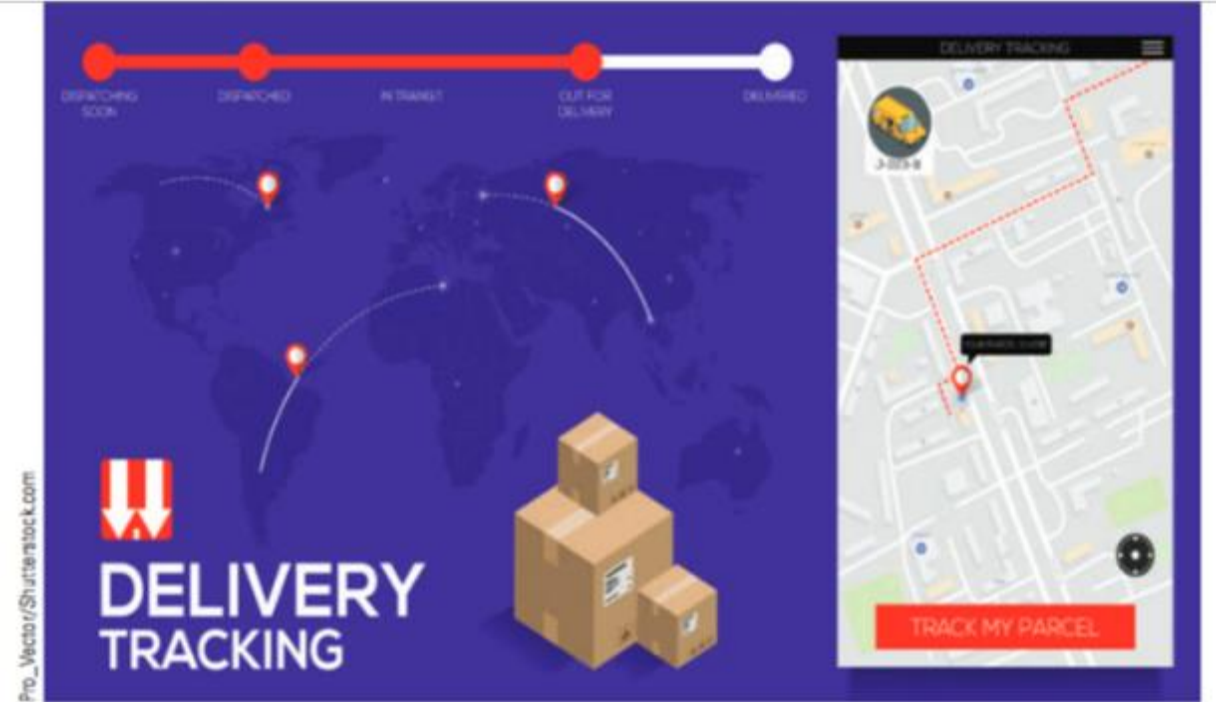 DISPATCHING
SOON
DISPATCHED
IN TRANSIT
OUT FOR
DELIVERY
DELIVERED
DELIVERY
TRACKING
DELIVERY TRACKING
TRACK MY PARCEL
Pro_Vector/Shutterstock.com